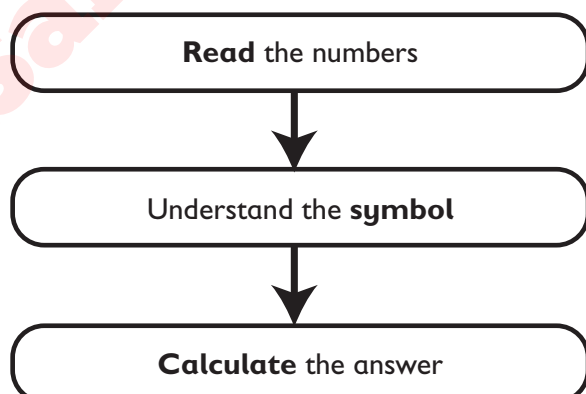 Read the numbers
Understand the symbol
Calculate the answer